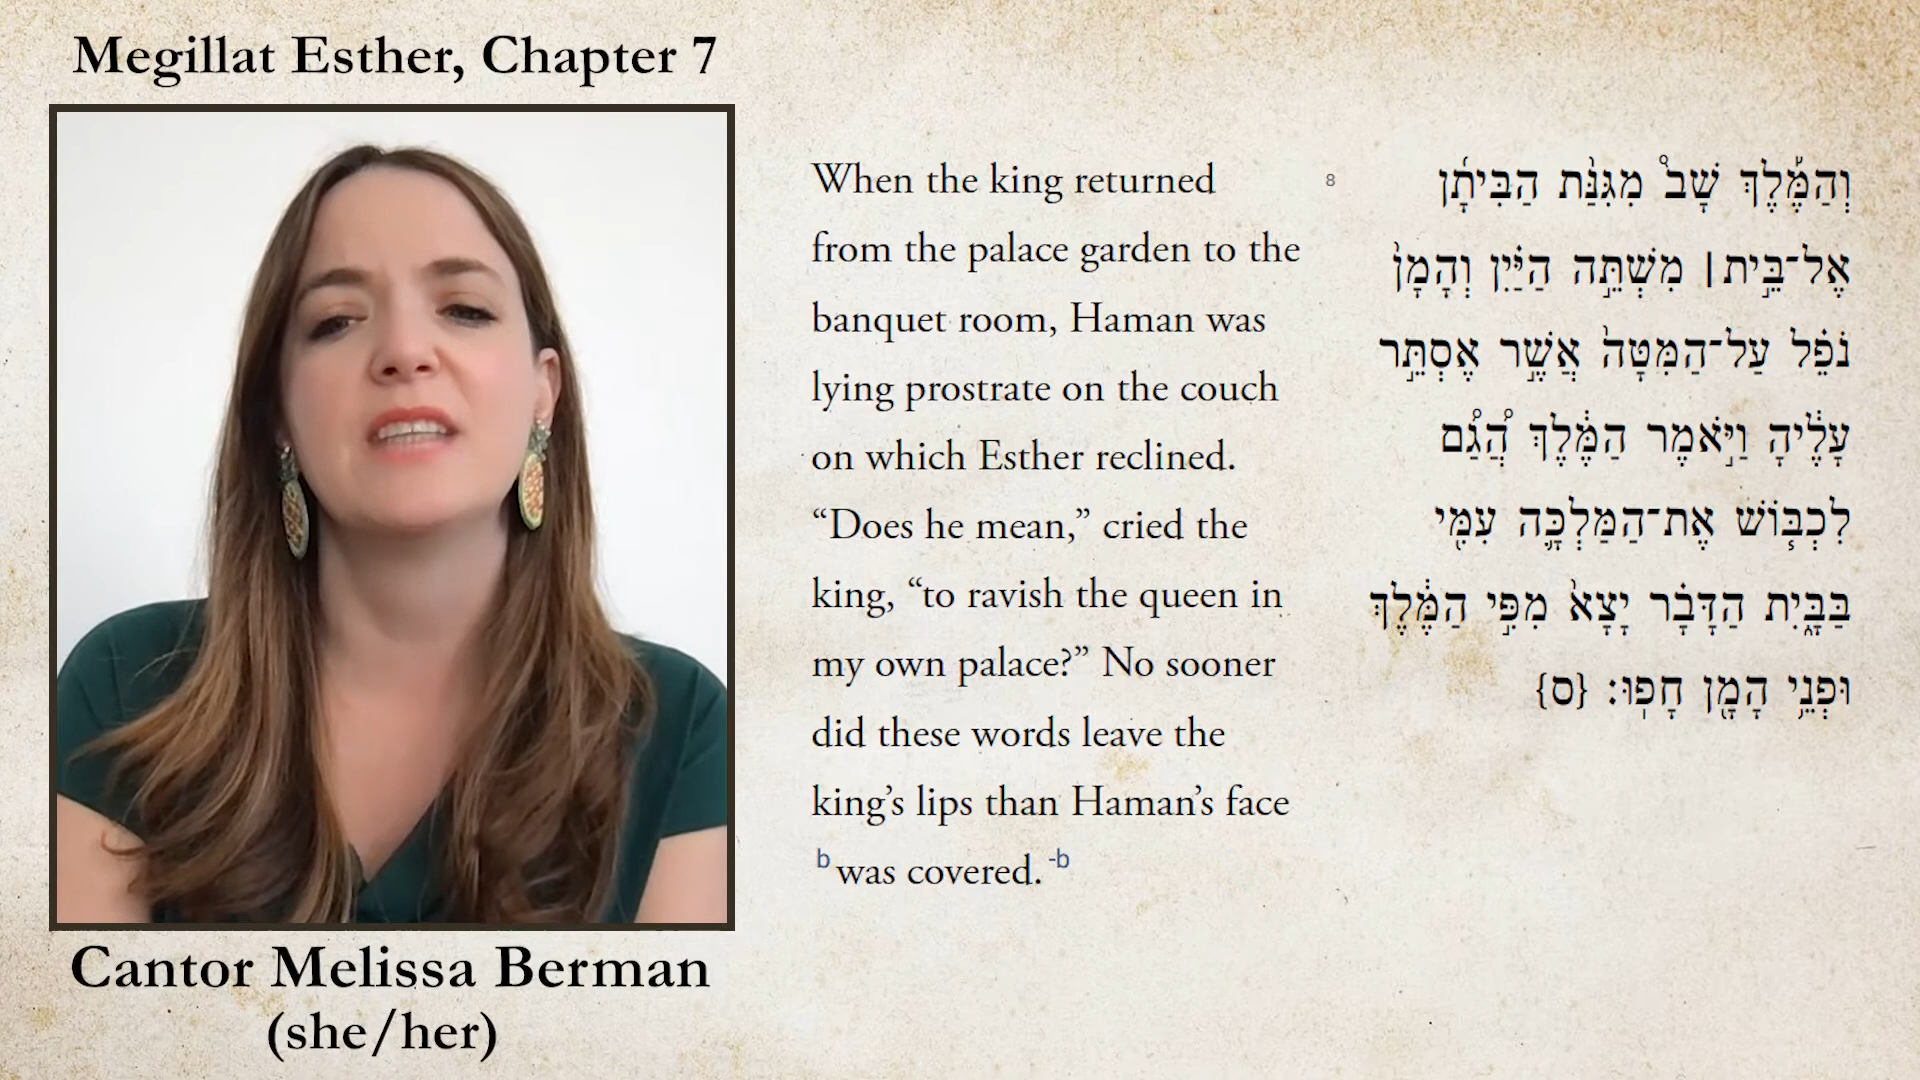 Megillat Esther, Chapter 7
When the king returned
from the palace garden to the
banquet room, Haman was
lying prostrate on the couch
on which Esther reclined.
“Does he mean,” cried the
king, “to ravish the queen in
my own palace?” No sooner
did these words leave the
king’s lips than Haman’s face
b was covered. -b
8
וְהַמֶּ֡לֶךְ שָׁב֩ מִגִּנַּ֨ת הַבִּיתָ֜ן
אֶל־בֵּ֣ית ׀ מִשְׁתֵּ֣ה הַיַּ֗יִן וְהָמָן֙
נֹפֵ֗ל עַל־הַמִּטָּה֙ אֲשֶׁ֣ר אֶסְתֵּ֣ר
עָלֶ֔יהָ וַיֹּ֣אמֶר הַמֶּ֔לֶךְ הֲ֠גַ֠ם
לִכְבּ֧וֹשׁ אֶת־הַמַּלְכָּ֛ה עִמִּ֖י
בַּבָּ֑יִת הַדָּבָ֗ר יָצָא֙ מִפִּ֣י הַמֶּ֔לֶךְ
וּפְנֵ֥י הָמָ֖ן חָפֽוּ׃ {ס}
Cantor Melissa Berman
(she/her)